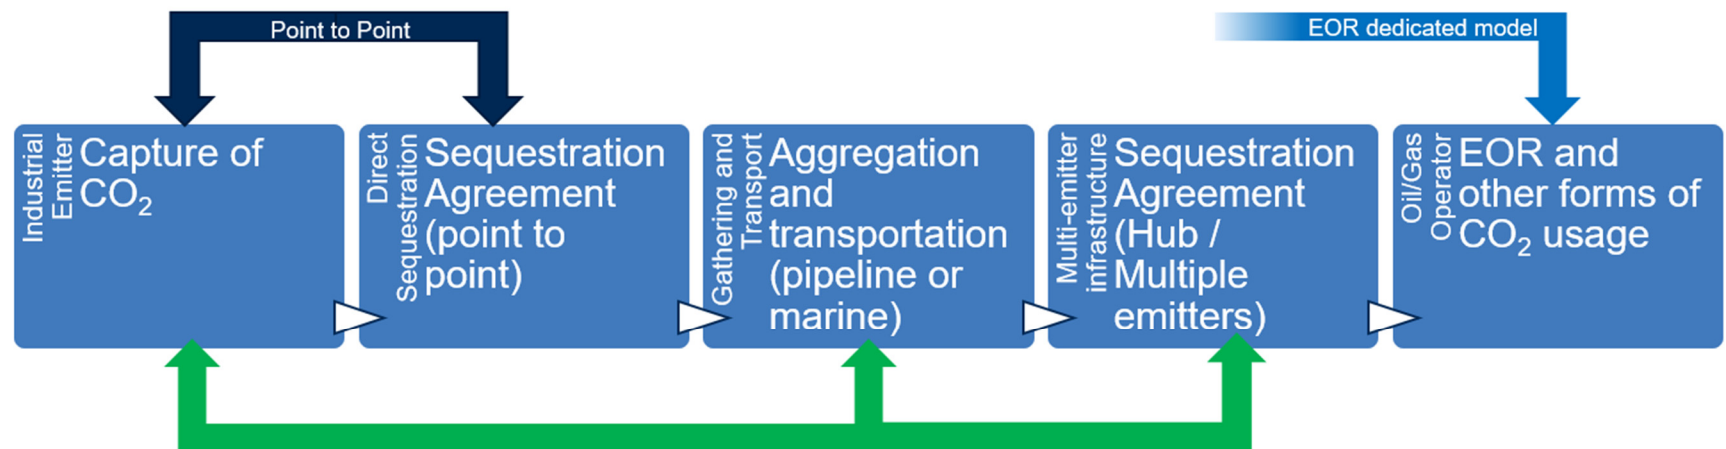 Point to Point
EOR dedicated model
Industrial
Emitter
Capture of
CO₂
Direct
Sequestration
Sequestration
Agreement
(point to
point)
Gathering and
Transport
Aggregation
and
transportation
(pipeline or
marine)
Multi-emitter
infrastructure
Sequestration
Agreement
(Hub /
Multiple
emitters)
Oil/Gas
Operator
EOR and
other forms of
CO₂ usage